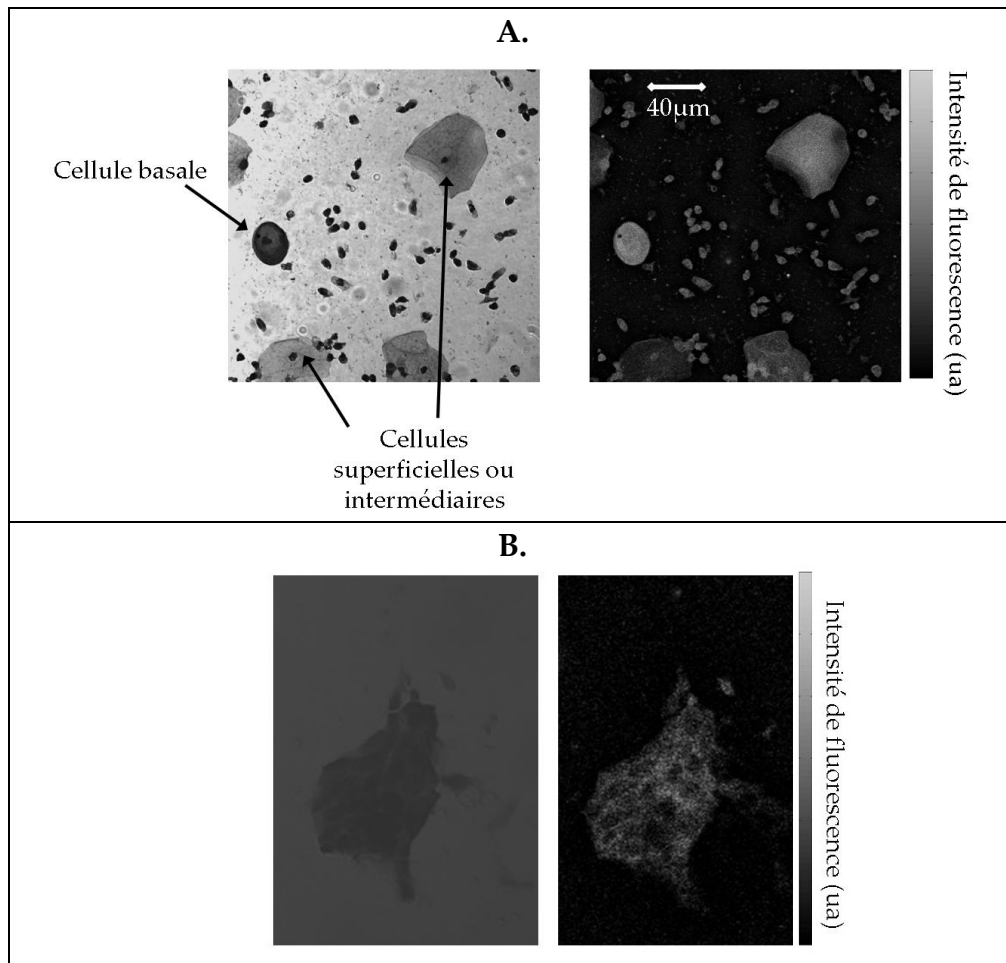 A.
Cellule basale
40µm
Intensité de fluorescence (ua)
Cellules
superficielles ou
intermédiaires
B.
Intensité de fluorescence (ua)